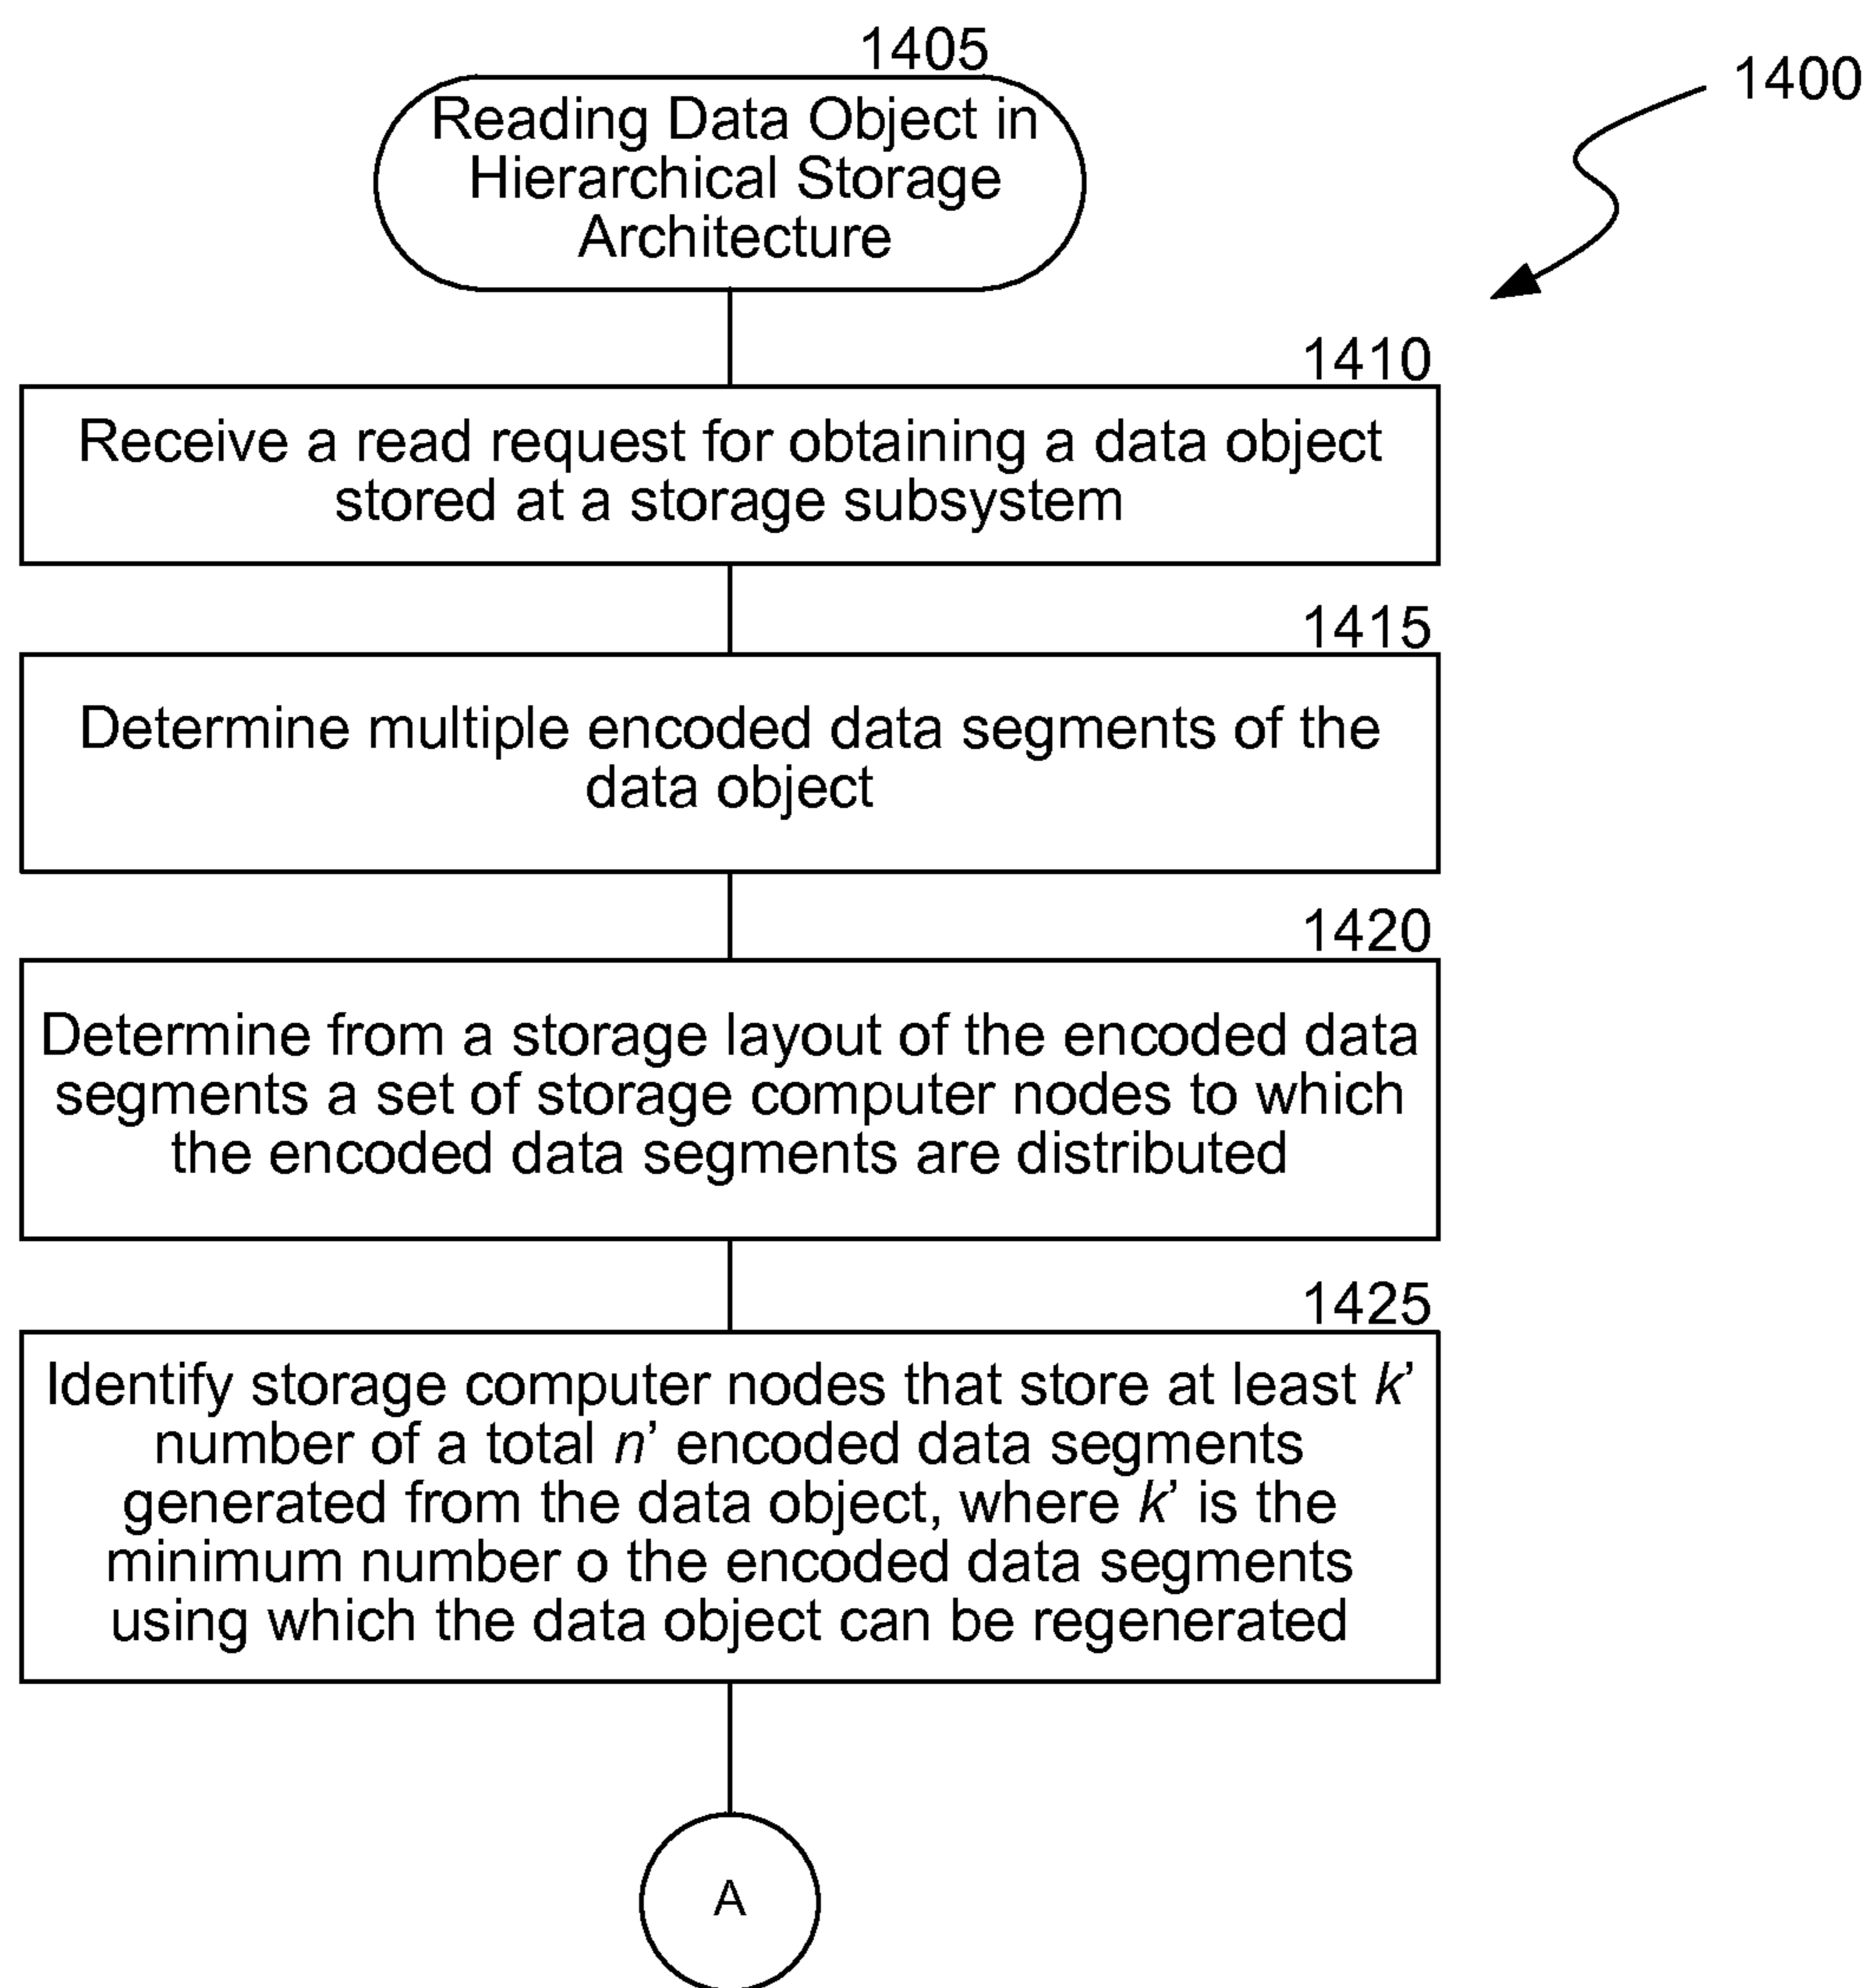 1405
1400
Reading Data Object in
Hierarchical Storage
Architecture
1410
Receive a read request for obtaining a data object
stored at a storage subsystem
1415
Determine multiple encoded data segments of the
data object
1420
Determine from a storage layout of the encoded data
segments a set of storage computer nodes to which
the encoded data segments are distributed
1425
Identify storage computer nodes that store at least k’
number of a total n’ encoded data segments
generated from the data object, where k’ is the
minimum number o the encoded data segments
using which the data object can be regenerated
A